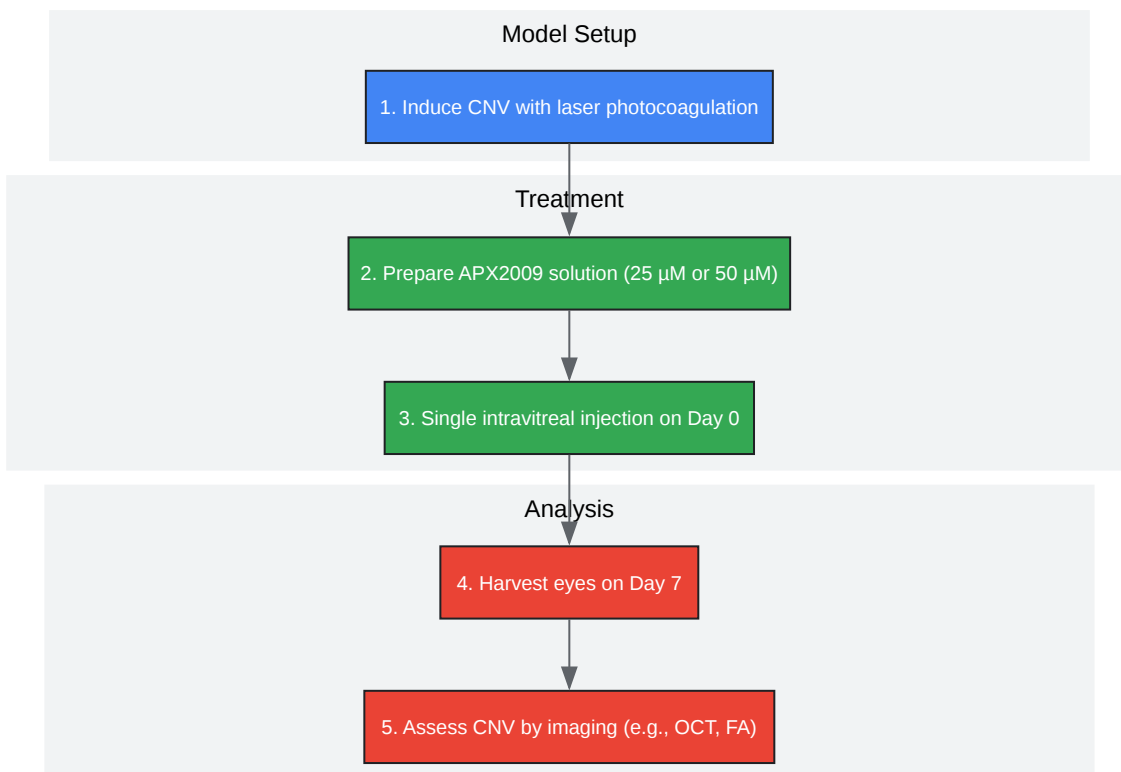 Model Setup
1. Induce CNV with laser photocoagulation
Treatment
2. Prepare APX2009 solution (25 µM or 50 µM)
3. Single intravitreal injection on Day 0
Analysis
4. Harvest eyes on Day 7
5. Assess CNV by imaging (e.g., OCT, FA)